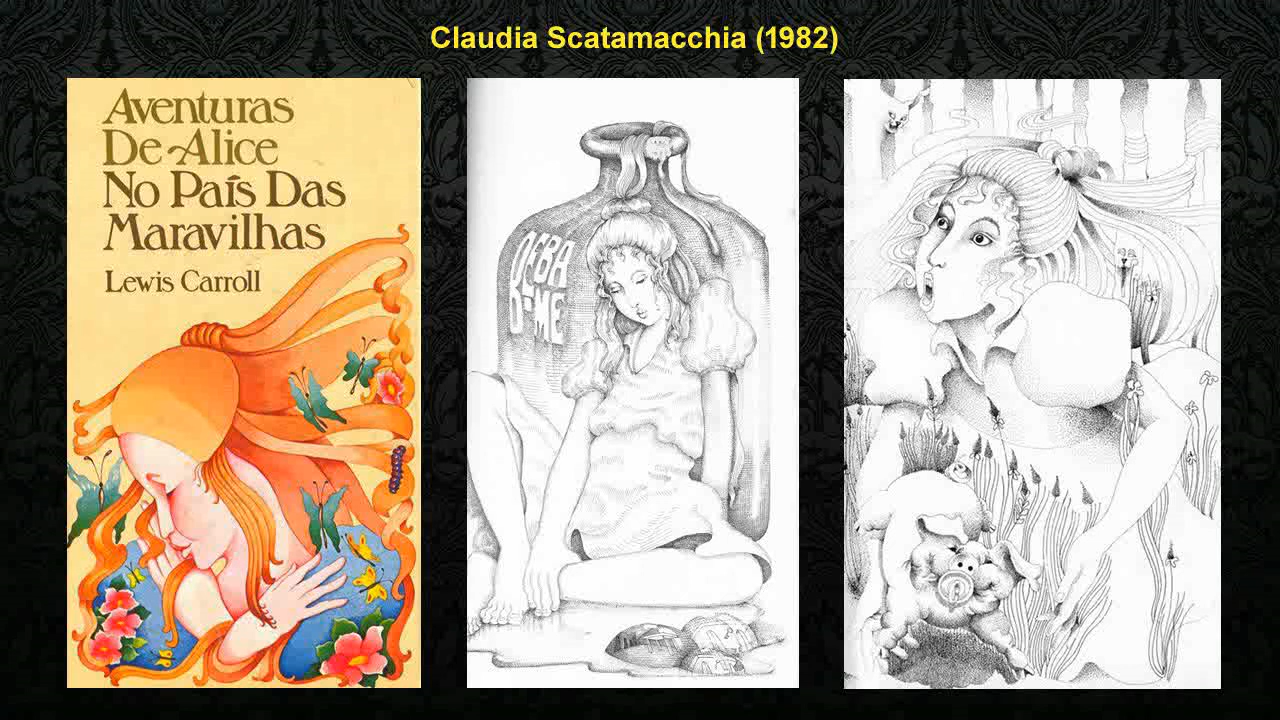 Claudia Scatamacchia (1982)
Aventuras
De Alice
No País Das
Maravilhas
Lewis Carroll
BEBA
D-ME